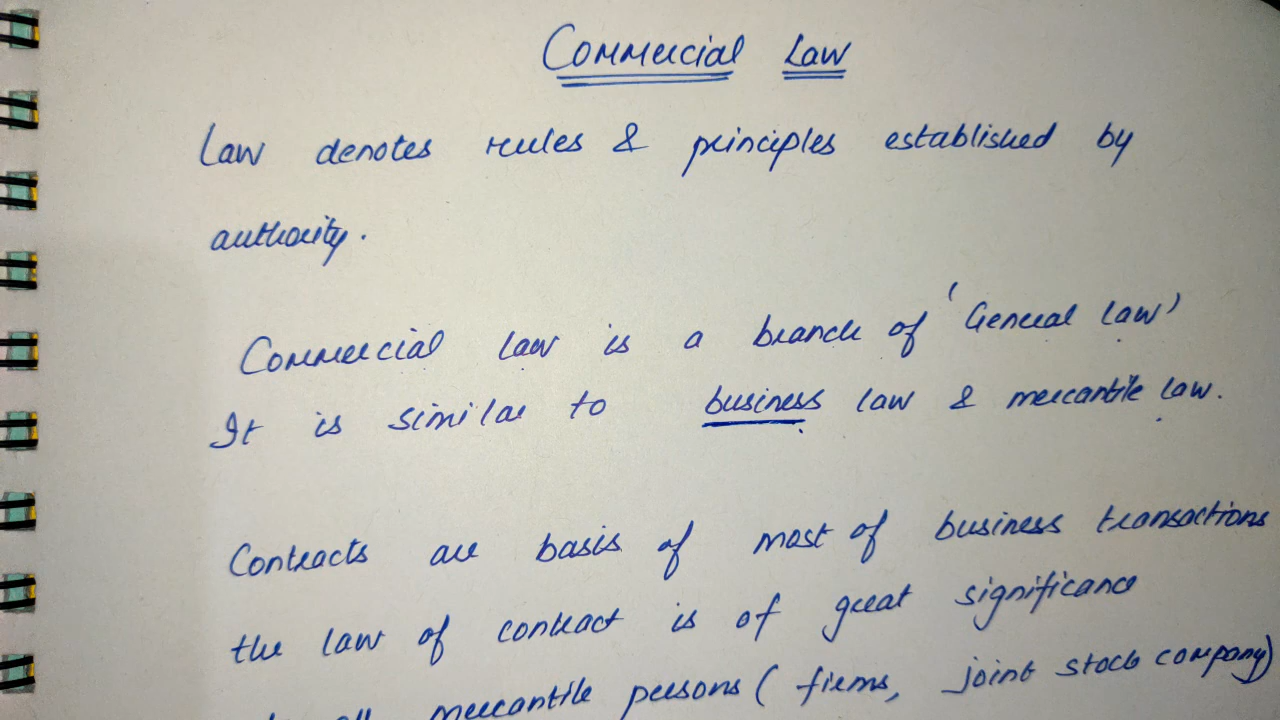 Commercial Law
Law denotes rules & principles established by
authority.
Commercial law is a branch of 'General law'
It is similar to business law & mercantile law.
Contracts are basis of most of business transactions
the law of contract is of great significance
mercantile persons ( firms, joint stock company)